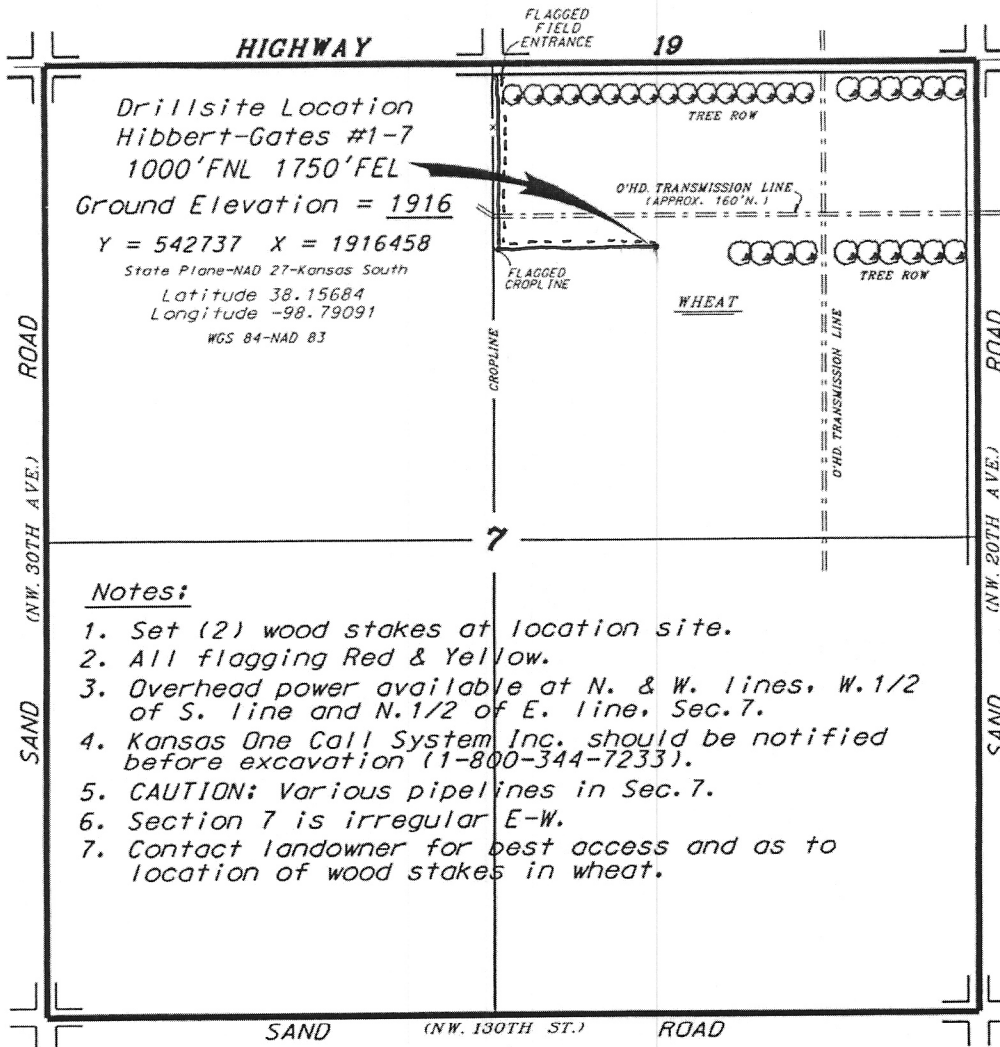 FLAGGED
FIELD
ENTRANCE
HIGHWAY 19
Drillsite Location
Hibbert-Gates #1-7
1000'FNL 1750'FEL
Ground Elevation = 1916
Y = 542737 X = 1916458
State Plane-NAD 27-Kansas South
Latitude 38.15684
Longitude -98.79091
WGS 84-NAD 83
TREE ROW
O'HD. TRANSMISSION LINE
(APPROX. 160'N.)
FLAGGED
CROPLINE
TREE ROW
WHEAT
CROPLINE
O'HD. TRANSMISSION LINE
SAND (NW. 30TH AVE.) ROAD
SAND (NW. 20TH AVE.) ROAD
7
Notes:
1. Set (2) wood stakes at location site.
2. All flagging Red & Yellow.
3. Overhead power available at N. & W. lines, W.1/2
of S. line and N.1/2 of E. line, Sec.7.
4. Kansas One Call System Inc. should be notified
before excavation (1-800-344-7233).
5. CAUTION: Various pipelines in Sec.7.
6. Section 7 is irregular E-W.
7. Contact landowner for best access and as to
location of wood stakes in wheat.
SAND (NW. 130TH ST.) ROAD